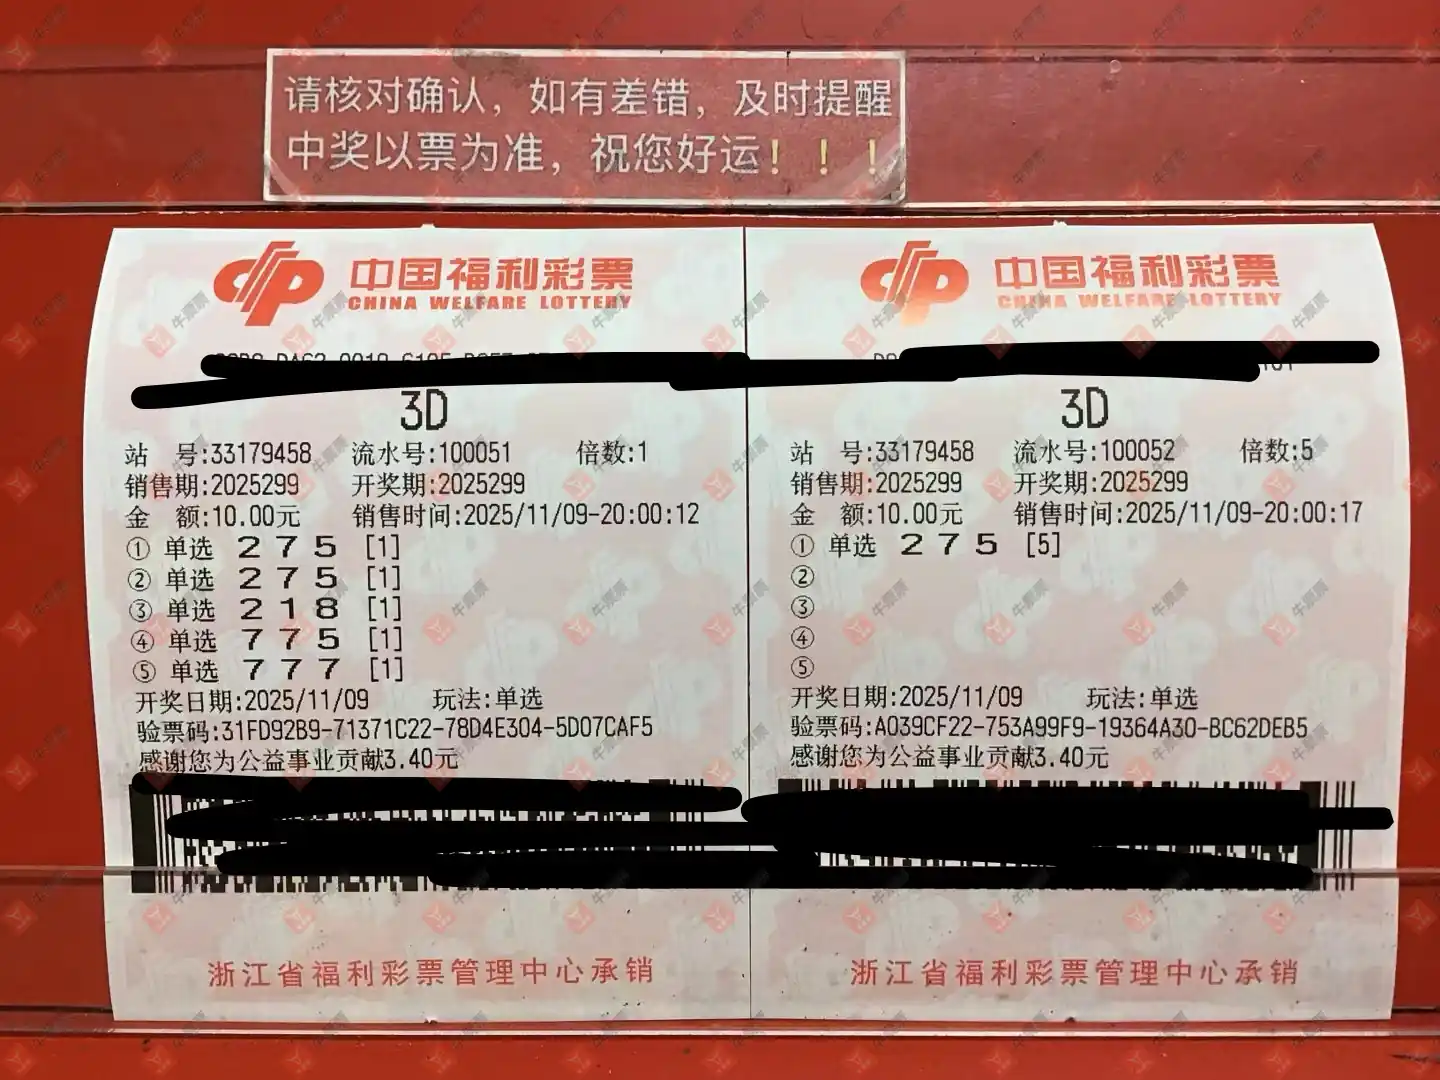 请核对确认，如有差错，及时提醒
中奖以票为准，祝您好运！！！
中国福利彩票
CHINA WELFARE LOTTERY
3D
站 号:33179458 流水号:100051 倍数:1
销售期:2025299 开奖期:2025299
金 额:10.00元 销售时间:2025/11/09-20:00:12
① 单选 2 7 5 [1]
② 单选 2 7 5 [1]
③ 单选 2 1 8 [1]
④ 单选 7 7 5 [1]
⑤ 单选 7 7 7 [1]
开奖日期:2025/11/09 玩法:单选
验票码:31FD92B9-71371C22-78D4E304-5D07CAF5
感谢您为公益事业贡献3.40元
浙江省福利彩票管理中心承销
中国福利彩票
CHINA WELFARE LOTTERY
3D
站 号:33179458 流水号:100052 倍数:5
销售期:2025299 开奖期:2025299
金 额:10.00元 销售时间:2025/11/09-20:00:17
① 单选 2 7 5 [5]
②
③
④
⑤
开奖日期:2025/11/09 玩法:单选
验票码:A039CF22-753A99F9-19364A30-BC62DEB5
感谢您为公益事业贡献3.40元
浙江省福利彩票管理中心承销
牛票票